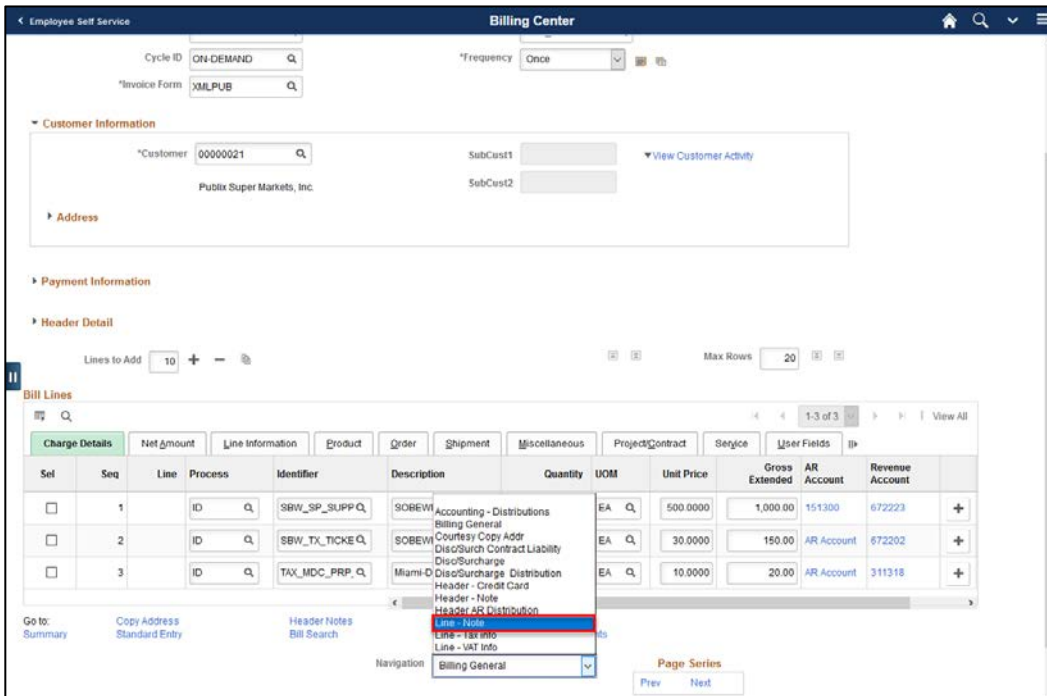 Employee Self Service
Billing Center
Cycle ID ON-DEMAND *Frequency Once
*Invoice Form XMLPUB
Customer Information
*Customer 00000021 SubCust1 View Customer Activity
Publix Super Markets, Inc. SubCust2
Address
Payment Information
Header Detail
Lines to Add 10 Max Rows 20
Bill Lines
1-3 of 3 View All
Charge Details Net Amount Line Information Product Order Shipment Miscellaneous Project/Contract Service User Fields
Sel Seq Line Process Identifier Description Quantity UOM Unit Price Gross Extended AR Account Revenue Account
1 ID SBW_SP_SUPP SOBEWI EA 500.0000 1,000.00 151300 672223
2 ID SBW_TX_TICKE SOBEWI EA 30.0000 150.00 AR Account 672202
3 ID TAX_MDC_PRP_ Miami-D EA 10.0000 20.00 AR Account 311318
Accounting - Distributions
Billing General
Courtesy Copy Addr
Disc/Surch Contract Liability
Disc/Surcharge
Disc/Surcharge Distribution
Header - Credit Card
Header - Note
Header AR Distribution
Line - Note
Line - Tax Info
Line - VAT Info
Go to: Copy Address Header Notes
Summary Standard Entry Bill Search
Navigation Billing General Page Series
Prev Next